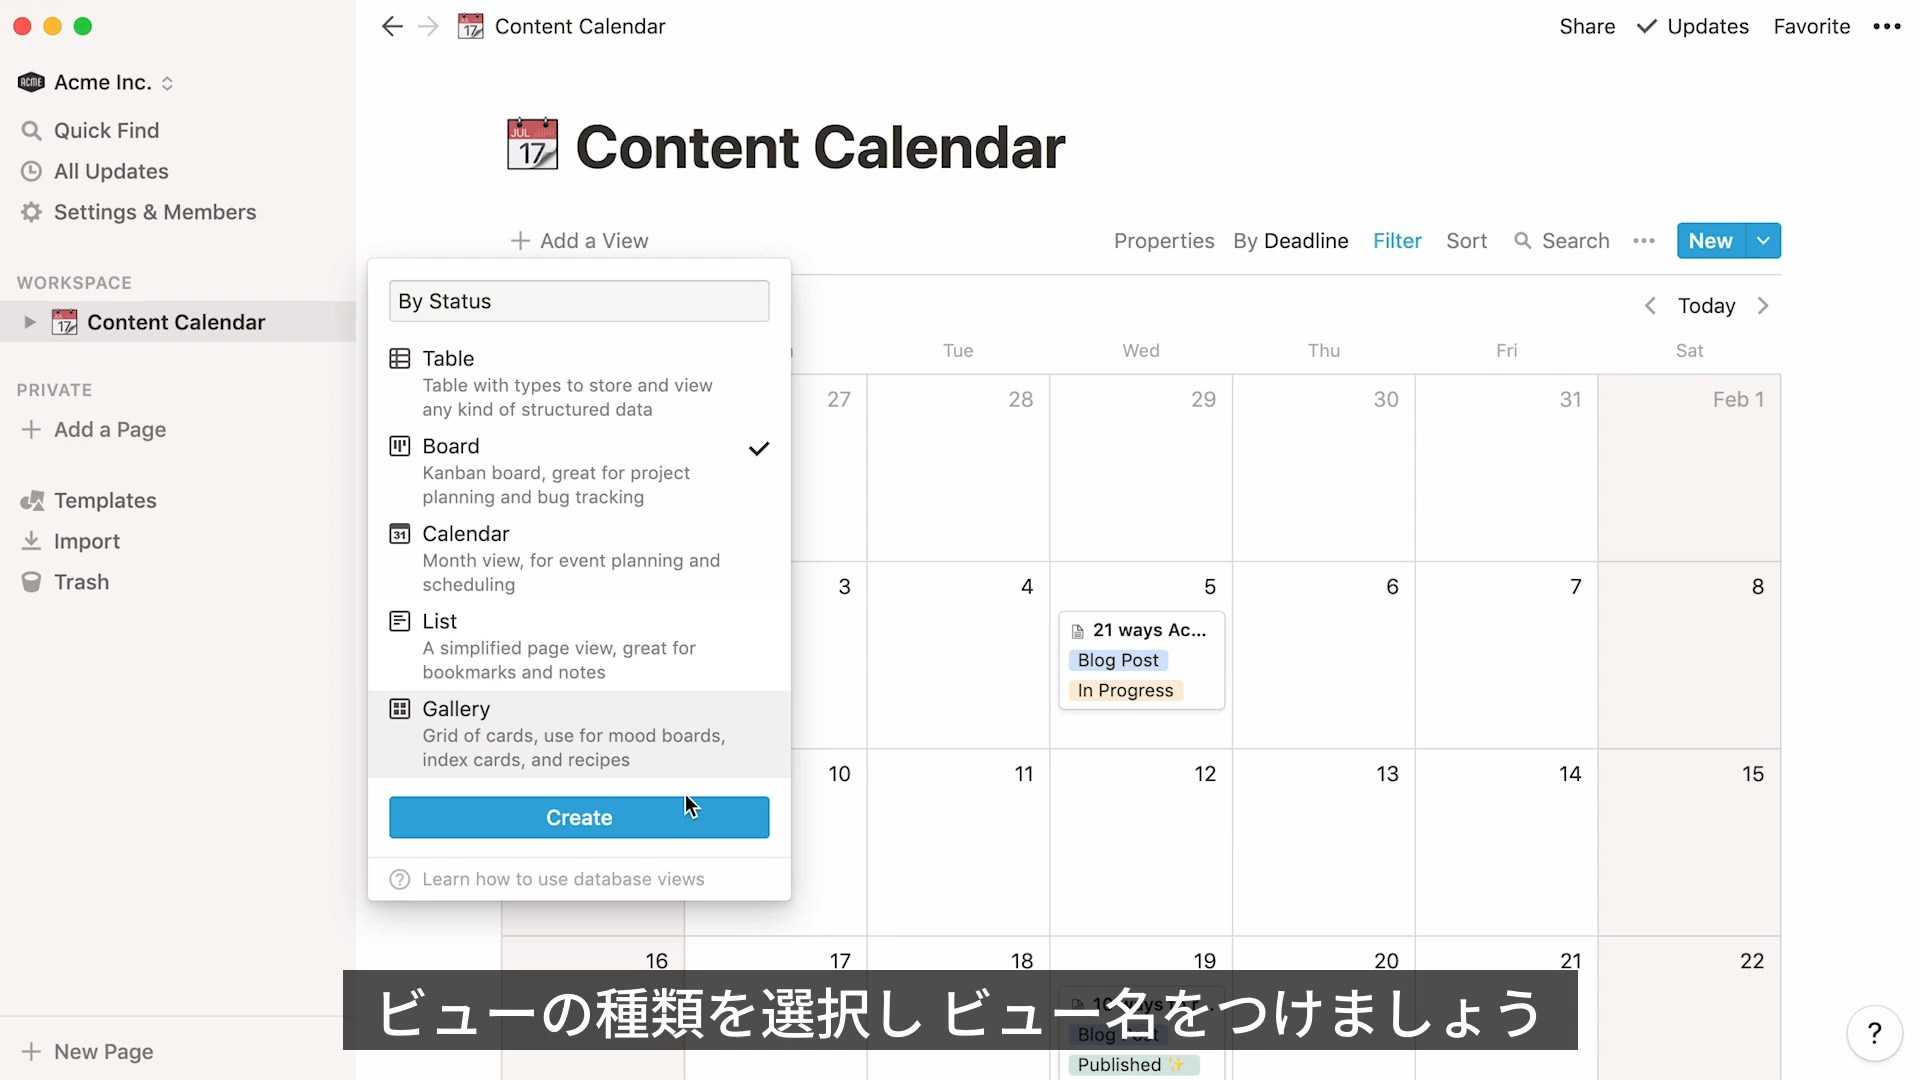 Content Calendar
Share
Updates
Favorite
ACME
Acme Inc.
Quick Find
All Updates
Settings & Members
WORKSPACE
Content Calendar
PRIVATE
Add a Page
Templates
Import
Trash
New Page
JUL
17
Content Calendar
Add a View
Properties
By Deadline
Filter
Sort
Search
New
By Status
Table
Table with types to store and view
any kind of structured data
Board
Kanban board, great for project
planning and bug tracking
31
Calendar
Month view, for event planning and
scheduling
List
A simplified page view, great for
bookmarks and notes
Gallery
Grid of cards, use for mood boards,
index cards, and recipes
Create
Learn how to use database views
Today
Tue
Wed
Thu
Fri
Sat
27
28
29
30
31
Feb 1
3
4
5
6
7
8
21 ways Ac...
Blog Post
In Progress
10
11
12
13
14
15
16
17
18
19
20
21
22
Published ✨
ビューの種類を選択し ビュー名をつけましょう
?